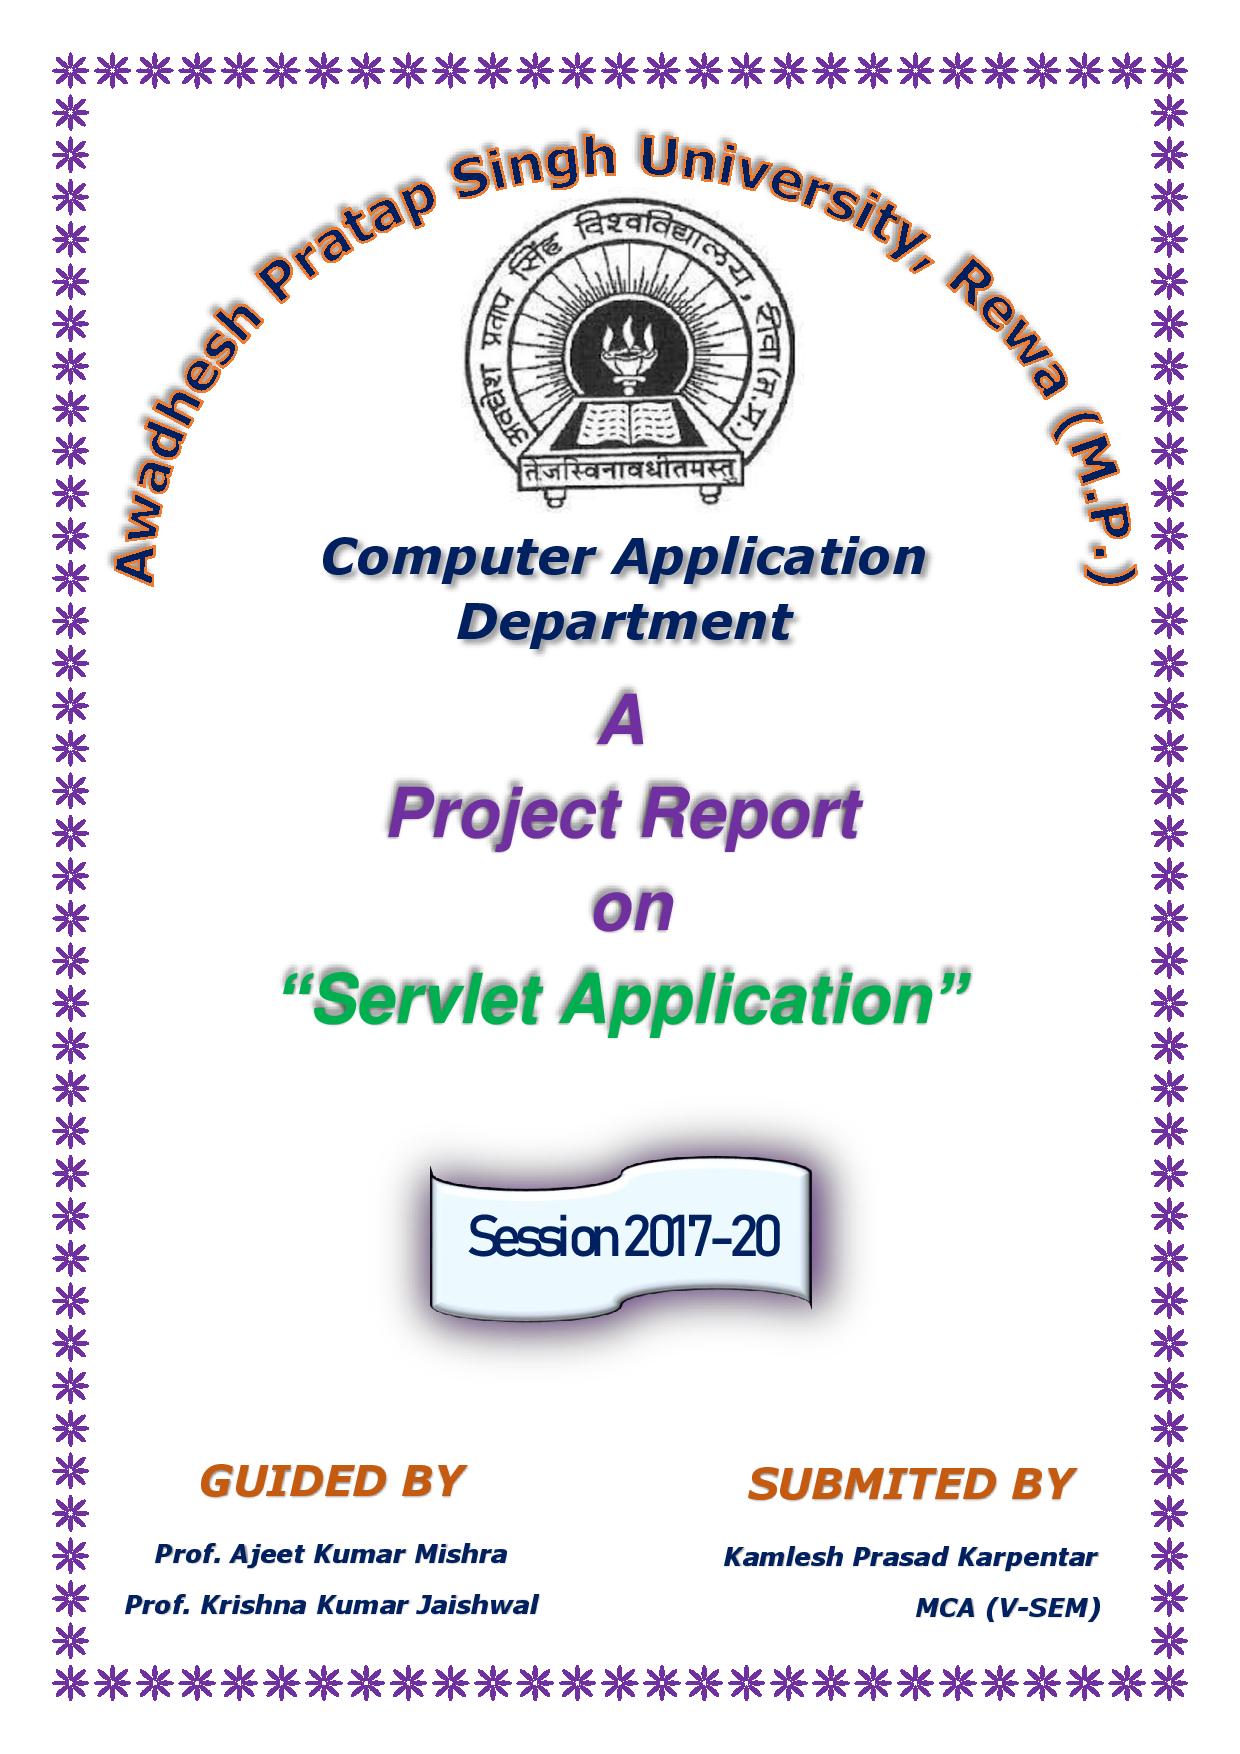 Awadhesh Pratap Singh University, Rewa (M.P.)
अवधेश प्रताप सिंह विश्वविद्यालय, रीवा (म.प्र.)
तेजस्विनावधीतमस्तु
Computer Application
Department
A
Project Report
on
“Servlet Application”
Session 2017-20
GUIDED BY
Prof. Ajeet Kumar Mishra
Prof. Krishna Kumar Jaishwal
SUBMITED BY
Kamlesh Prasad Karpentar
MCA (V-SEM)